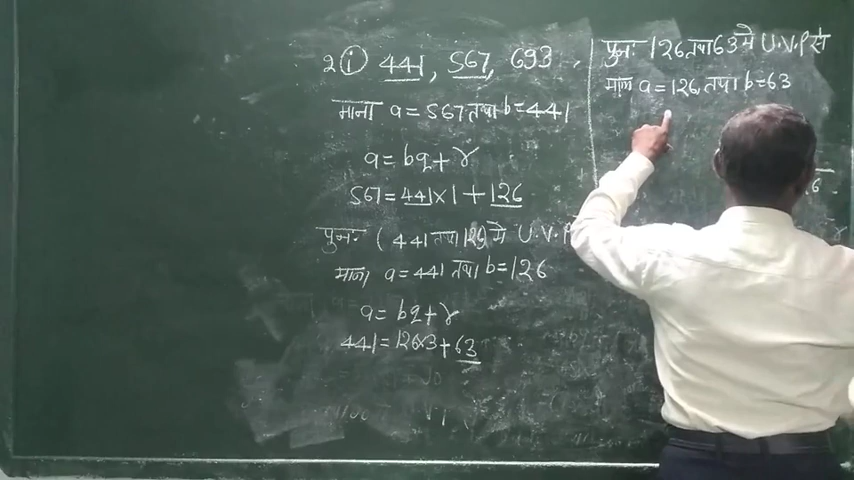 2 (i) 441, 567, 693
माना a = 567 तथा b = 441
a = bq + r
567 = 441 × 1 + 126
पुनः (441 तथा 126) मे U.V.P
माना a = 441 तथा b = 126
a = bq + r
441 = 126 × 3 + 63
पुनः 126 तथा 63 मे U.V.P से
माना a = 126 तथा b = 63